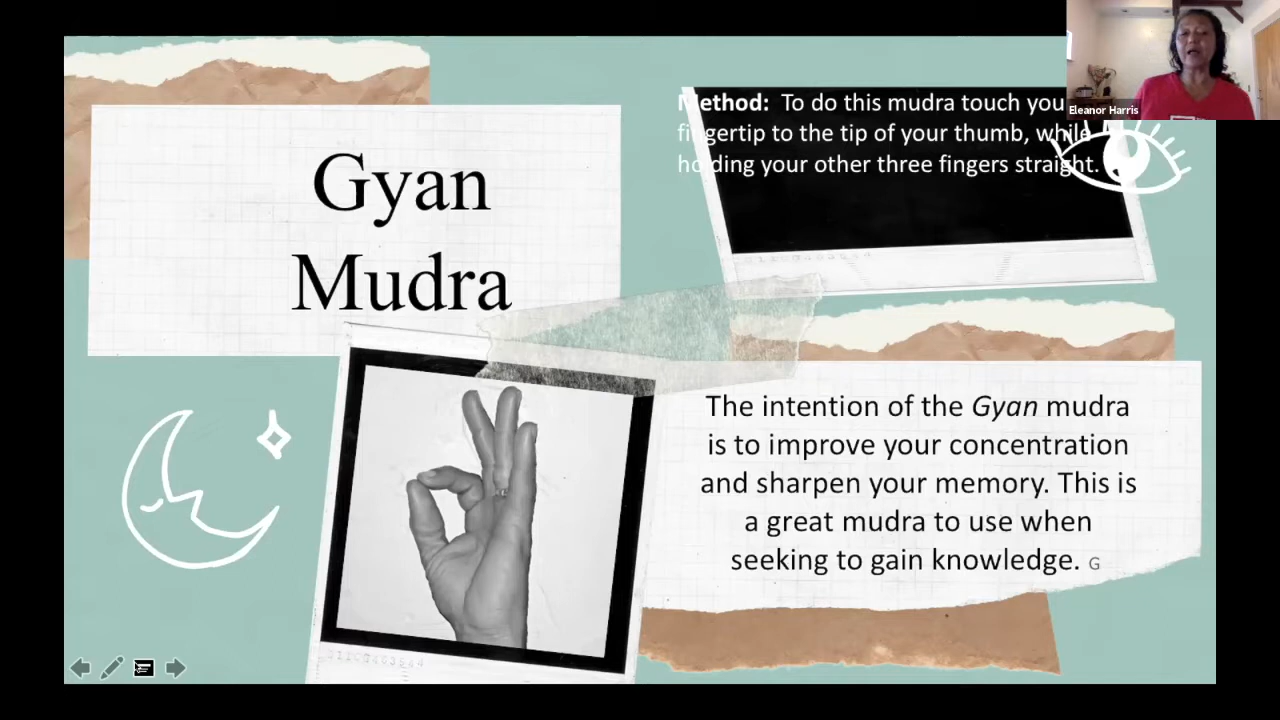 Gyan
Mudra
Method: To do this mudra touch you
fingertip to the tip of your thumb, while
holding your other three fingers straight.
Eleanor Harris
The intention of the Gyan mudra
is to improve your concentration
and sharpen your memory. This is
a great mudra to use when
seeking to gain knowledge. G